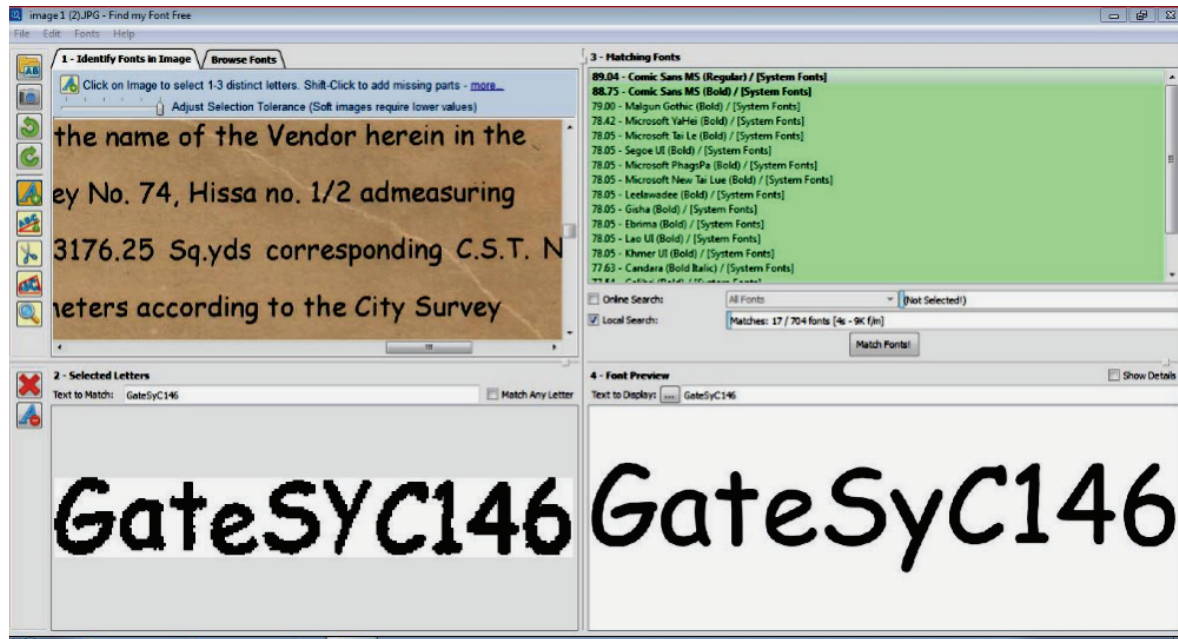 image 1 (2).JPG - Find my Font Free
File Edit Fonts Help
1 - Identify Fonts in Image Browse Fonts
Click on Image to select 1-3 distinct letters. Shift-Click to add missing parts - more...
Adjust Selection Tolerance (Soft images require lower values)
the name of the Vendor herein in the
ey No. 74, Hissa no. 1/2 admeasuring
3176.25 Sq.yds corresponding C.S.T. N
neters according to the City Survey
2 - Selected Letters
Text to Match: GateSyC146 Match Any Letter
GateSYC146
3 - Matching Fonts
89.04 - Comic Sans MS (Regular) / [System Fonts]
88.75 - Comic Sans MS (Bold) / [System Fonts]
79.00 - Malgun Gothic (Bold) / [System Fonts]
78.42 - Microsoft YaHei (Bold) / [System Fonts]
78.05 - Microsoft Tai Le (Bold) / [System Fonts]
78.05 - Segoe UI (Bold) / [System Fonts]
78.05 - Microsoft PhagsPa (Bold) / [System Fonts]
78.05 - Microsoft New Tai Lue (Bold) / [System Fonts]
78.05 - Leelawadee (Bold) / [System Fonts]
78.05 - Gisha (Bold) / [System Fonts]
78.05 - Ebrima (Bold) / [System Fonts]
78.05 - Lao UI (Bold) / [System Fonts]
78.05 - Khmer UI (Bold) / [System Fonts]
77.63 - Candara (Bold Italic) / [System Fonts]
Online Search: All Fonts (Not Selected!)
Local Search: Matches: 17 / 704 fonts [4s - 9K f/m]
Match Fonts!
4 - Font Preview Show Details
Text to Display: ... GateSyC146
GateSyC146